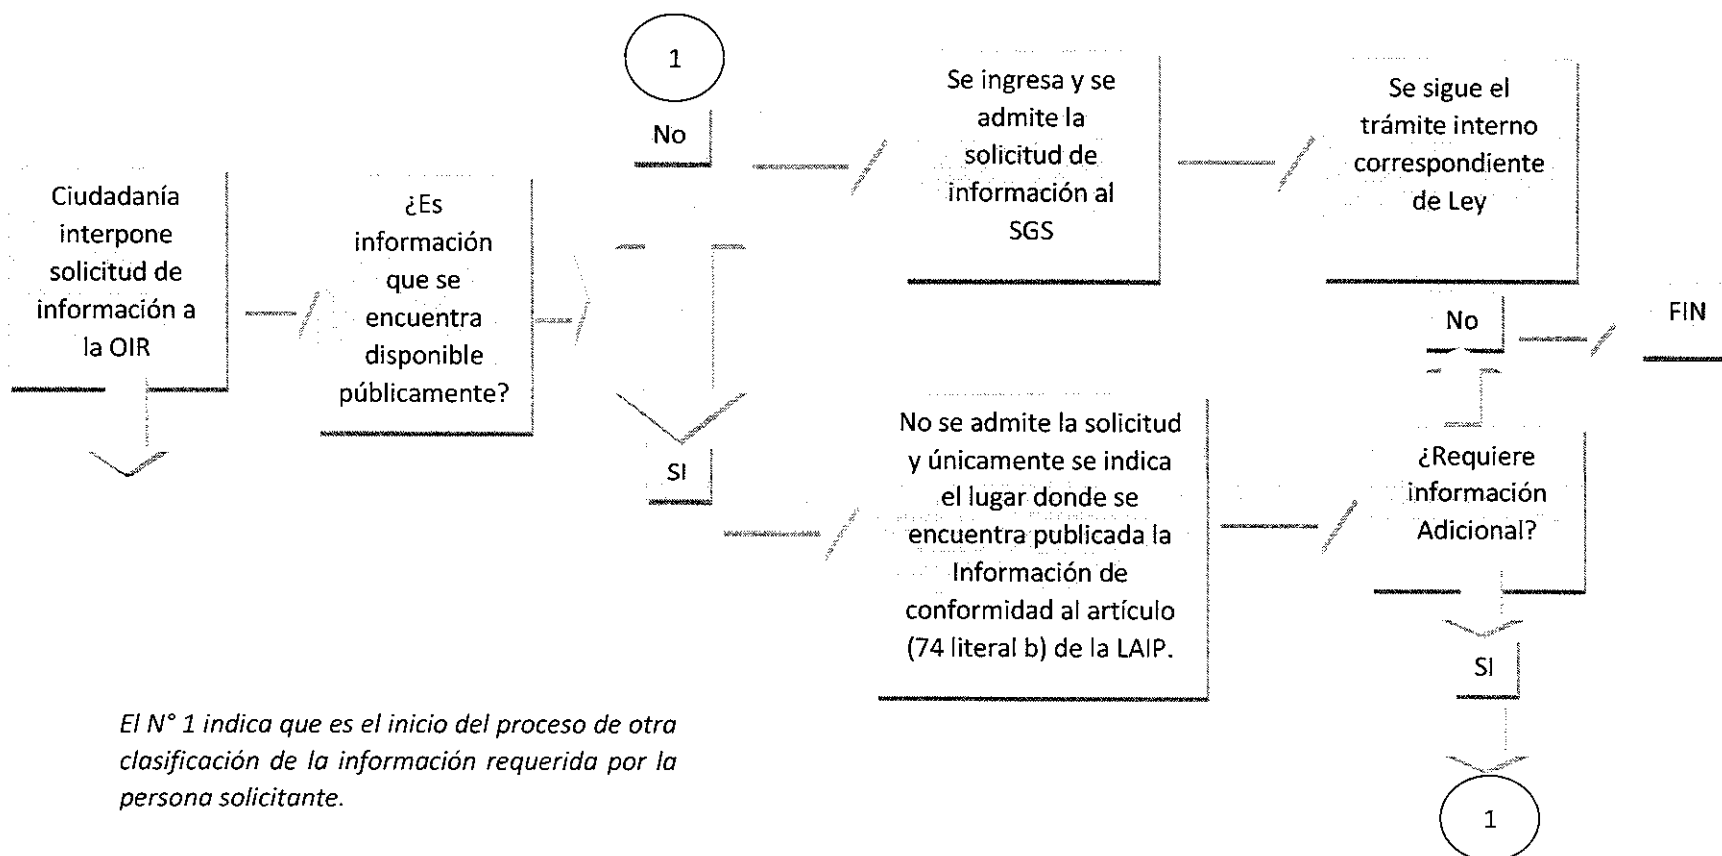 1
No
Se ingresa y se
admite la
solicitud de
información al
SGS
Se sigue el
trámite interno
correspondiente
de Ley
Ciudadanía
interpone
solicitud de
información a
la OIR
¿Es
información
que se
encuentra
disponible
públicamente?
No
FIN
SI
No se admite la solicitud
y únicamente se indica
el lugar donde se
encuentra publicada la
Información de
conformidad al artículo
(74 literal b) de la LAIP.
¿Requiere
información
Adicional?
SI
1
El N° 1 indica que es el inicio del proceso de otra
clasificación de la información requerida por la
persona solicitante.